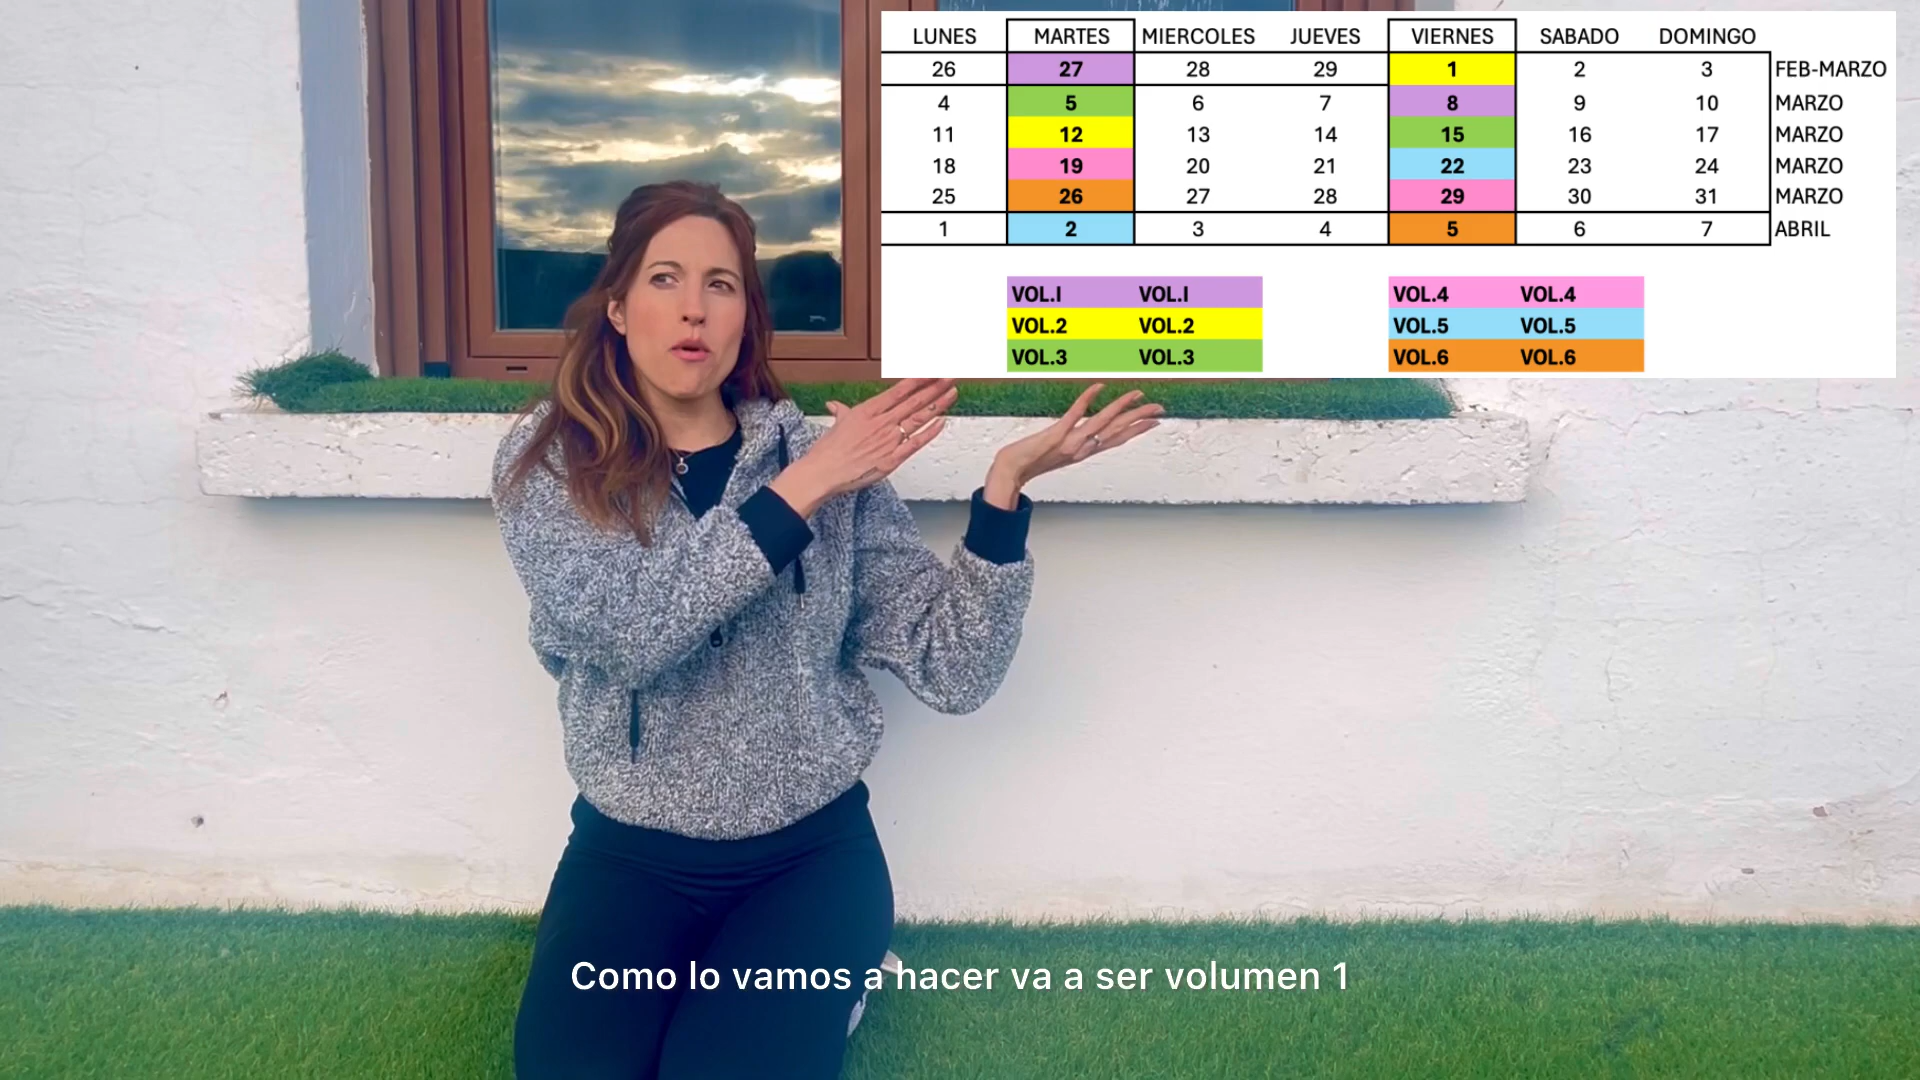 LUNES MARTES MIERCOLES JUEVES VIERNES SABADO DOMINGO
26 27 28 29 1 2 3 FEB-MARZO
4 5 6 7 8 9 10 MARZO
11 12 13 14 15 16 17 MARZO
18 19 20 21 22 23 24 MARZO
25 26 27 28 29 30 31 MARZO
1 2 3 4 5 6 7 ABRIL
VOL.I VOL.I VOL.4 VOL.4
VOL.2 VOL.2 VOL.5 VOL.5
VOL.3 VOL.3 VOL.6 VOL.6
Como lo vamos a hacer va a ser volumen 1